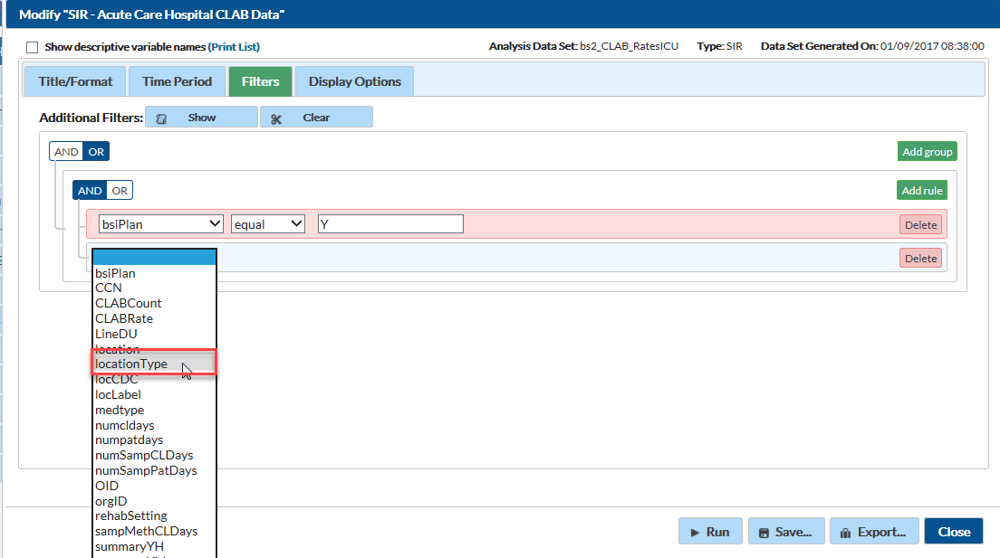 Modify "SIR - Acute Care Hospital CLAB Data"
Show descriptive variable names (Print List) Analysis Data Set: bs2_CLAB_RatesICU Type: SIR Data Set Generated On: 01/09/2017 08:38:00
Title/Format Time Period Filters Display Options
Additional Filters: Show Clear
AND OR Add group
AND OR Add rule
bsiPlan equal Y Delete
Delete
bsiPlan
CCN
CLABCount
CLABRate
LineDU
location
locationType
locCDC
locLabel
medtype
numcldays
numpatdays
numSampCLDays
numSampPatDays
OID
orgID
rehabSetting
sampMethCLDays
summaryYH
Run Save... Export... Close